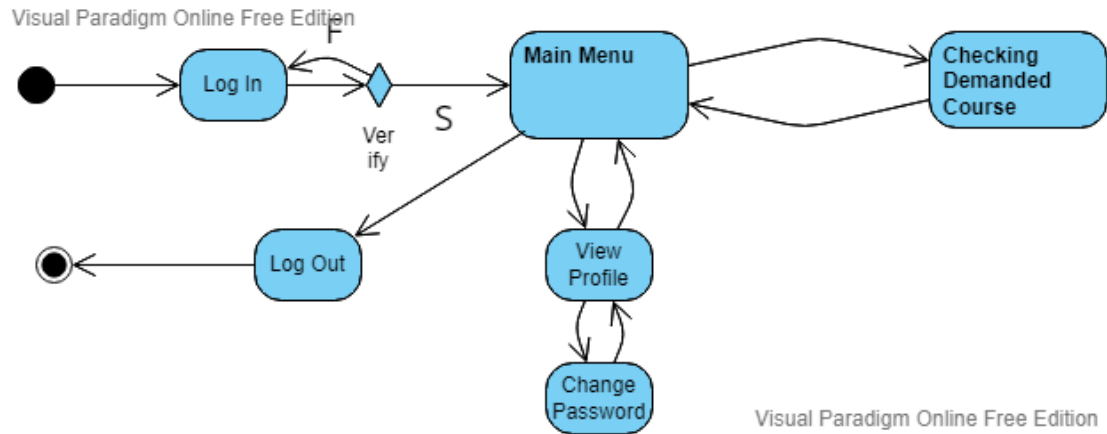 Visual Paradigm Online Free Edition
F
Log In
Main Menu
Checking
Demanded
Course
S
Ver
ify
Log Out
View
Profile
Change
Password
Visual Paradigm Online Free Edition